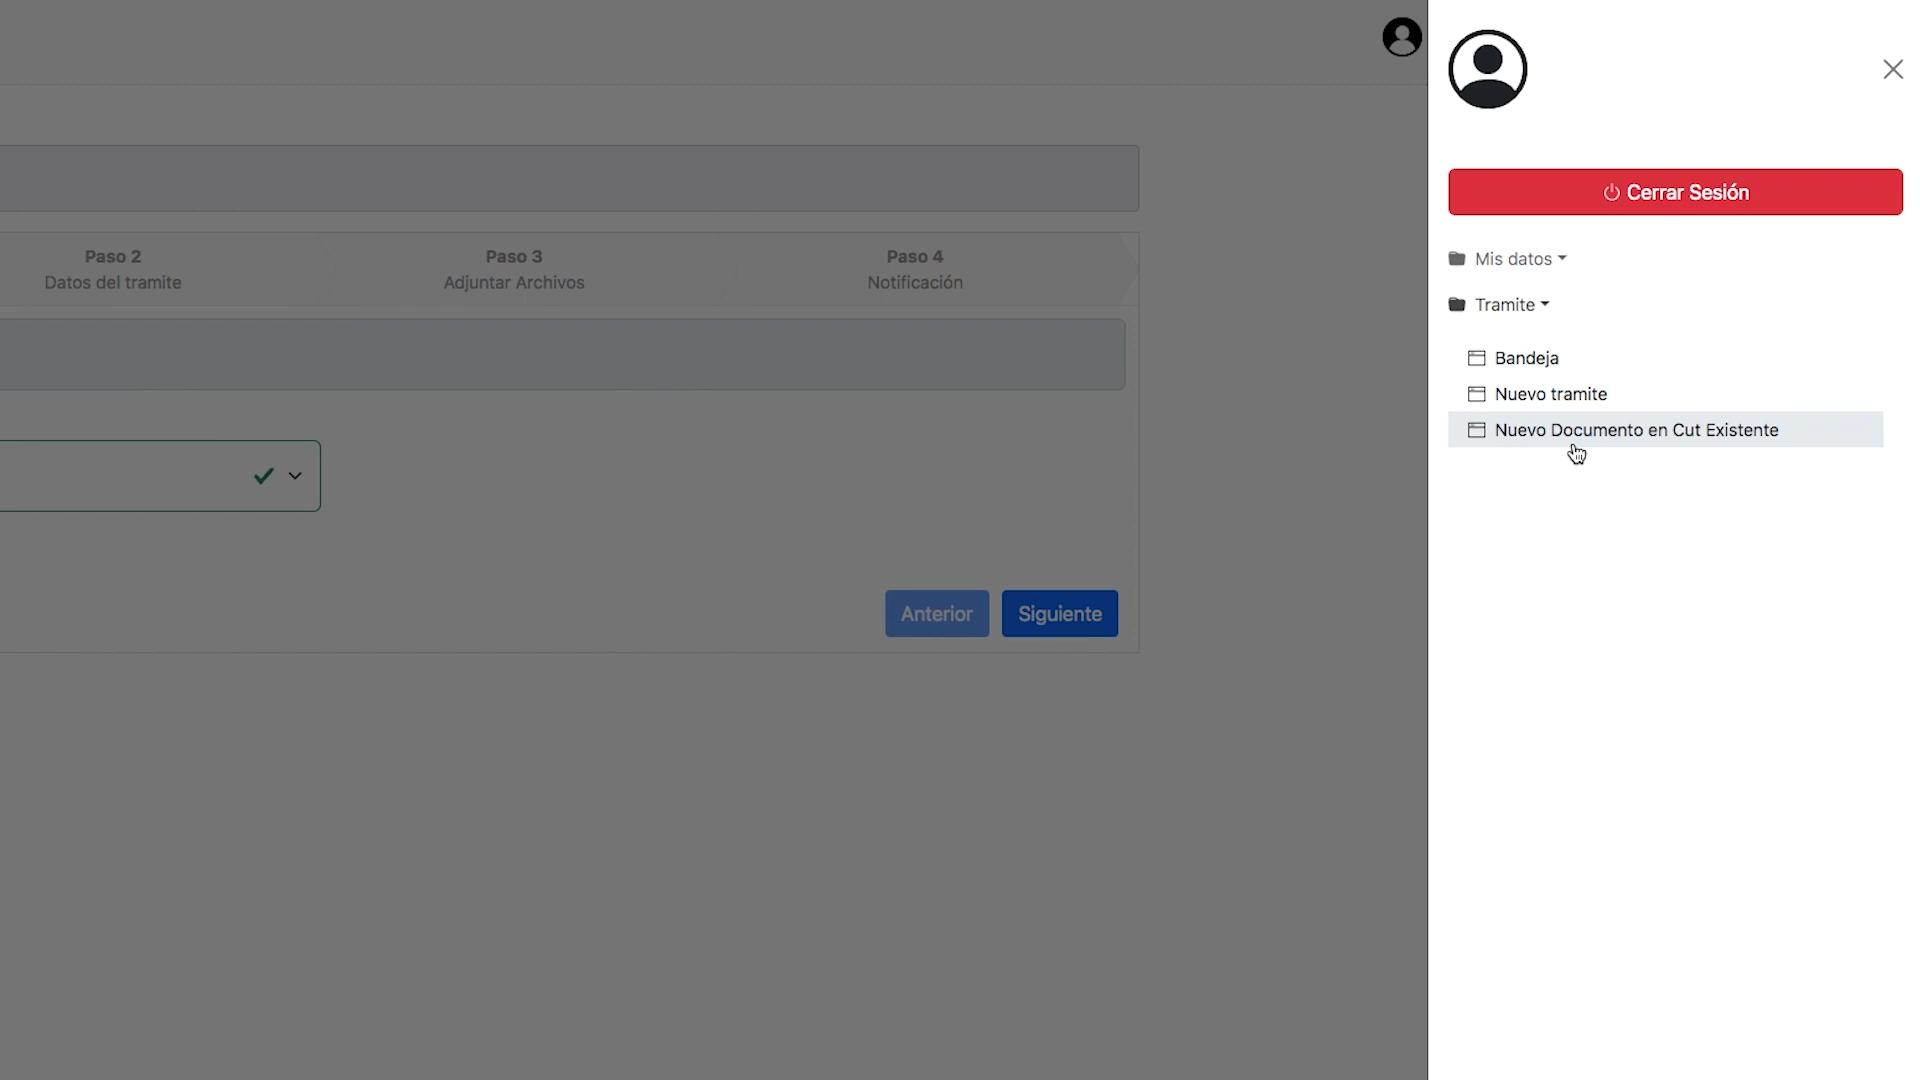 Paso 2
Datos del tramite
Paso 3
Adjuntar Archivos
Paso 4
Notificación
Anterior
Siguiente
Cerrar Sesión
Mis datos
Tramite
Bandeja
Nuevo tramite
Nuevo Documento en Cut Existente